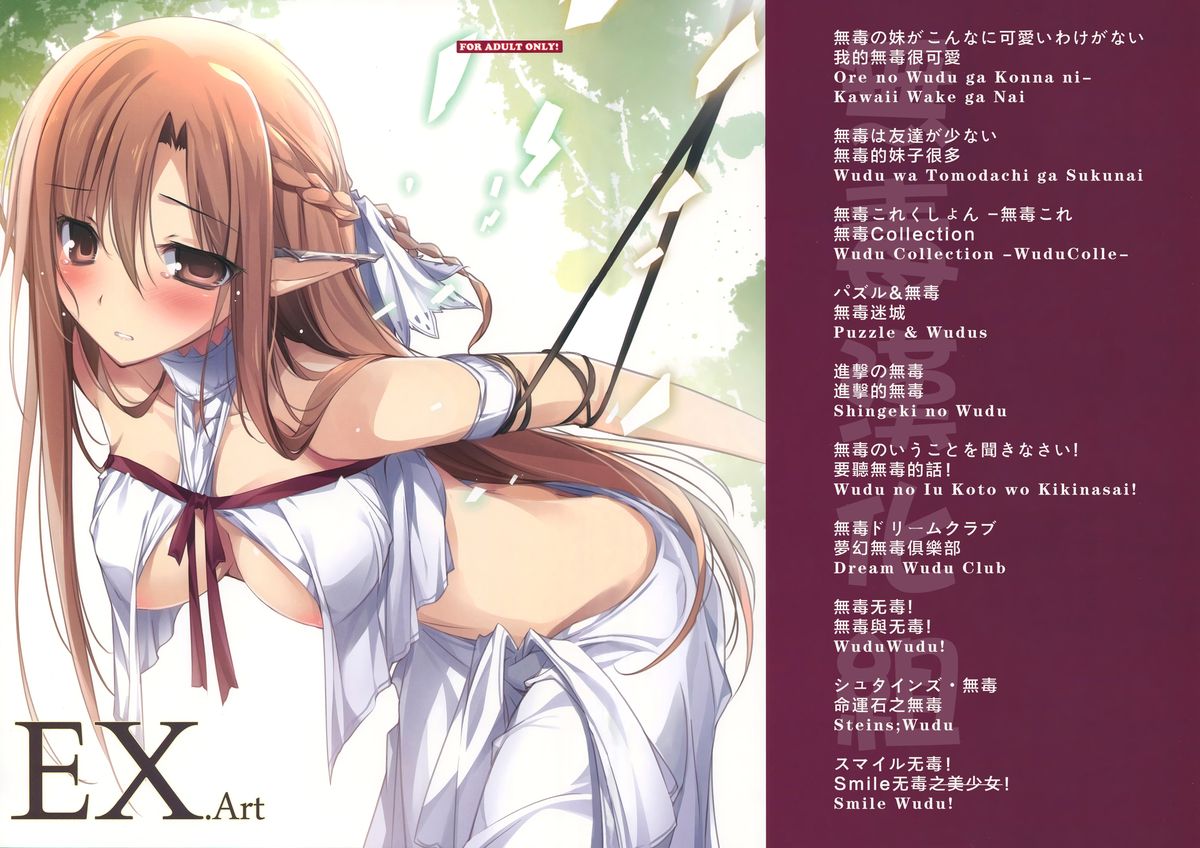 FOR ADULT ONLY!
EX.Art
無毒の妹がこんなに可愛いわけがない
我的無毒很可愛
Ore no Wudu ga Konna ni-
Kawaii Wake ga Nai
無毒は友達が少ない
無毒的妹子很多
Wudu wa Tomodachi ga Sukunai
無毒これくしょん -無毒これ
無毒Collection
Wudu Collection -WuduColle-
パズル&無毒
無毒迷城
Puzzle & Wudus
進撃の無毒
進撃的無毒
Shingeki no Wudu
無毒のいうことを聞きなさい!
要聽無毒的話!
Wudu no Iu Koto wo Kikinasai!
無毒ドリームクラブ
夢幻無毒俱樂部
Dream Wudu Club
無毒无毒!
無毒與无毒!
WuduWudu!
シュタインズ・無毒
命運石之無毒
Steins;Wudu
スマイル无毒!
Smile无毒之美少女!
Smile Wudu!
無毒漢化組